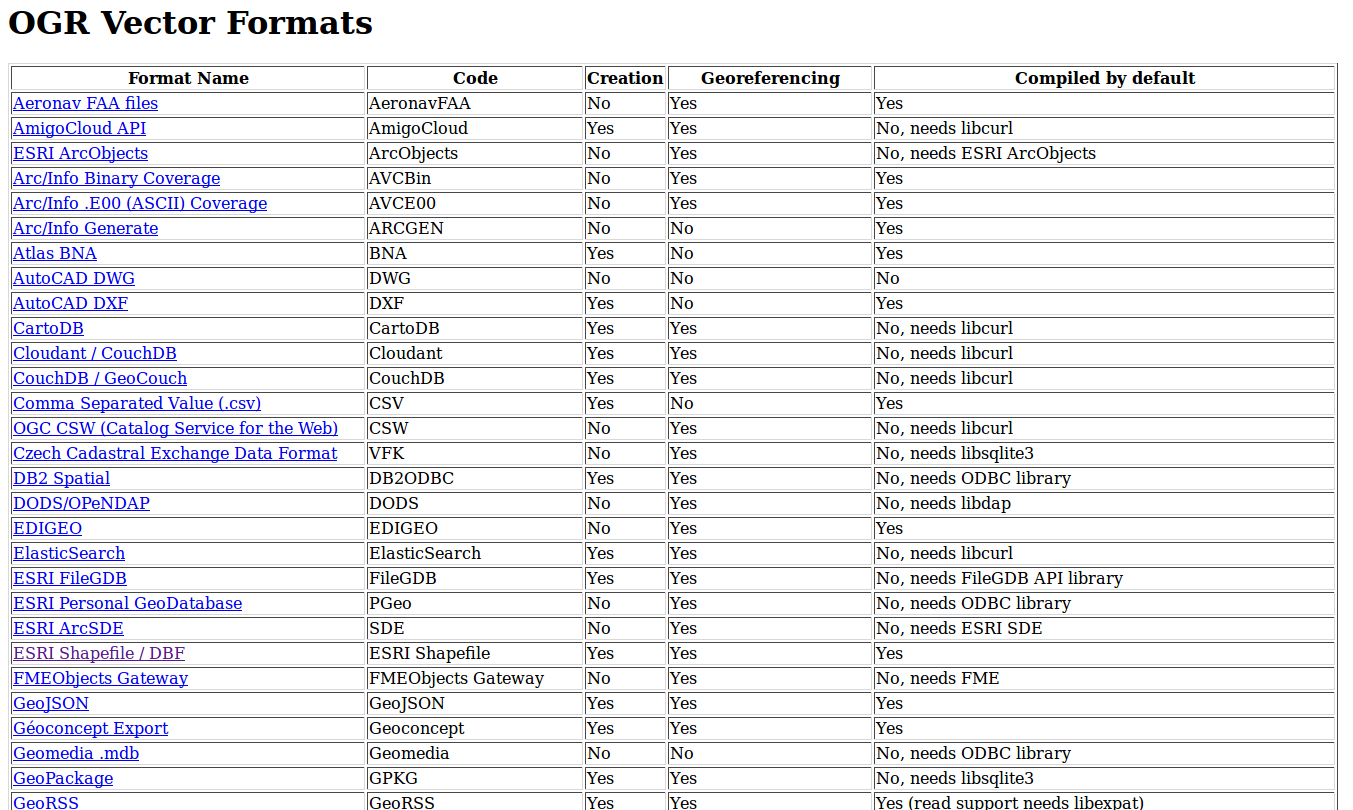 OGR Vector Formats
Format Name Code Creation Georeferencing Compiled by default
Aeronav FAA files AeronavFAA No Yes Yes
AmigoCloud API AmigoCloud Yes Yes No, needs libcurl
ESRI ArcObjects ArcObjects No Yes No, needs ESRI ArcObjects
Arc/Info Binary Coverage AVCBin No Yes Yes
Arc/Info .E00 (ASCII) Coverage AVCE00 No Yes Yes
Arc/Info Generate ARCGEN No No Yes
Atlas BNA BNA Yes No Yes
AutoCAD DWG DWG No No No
AutoCAD DXF DXF Yes No Yes
CartoDB CartoDB Yes Yes No, needs libcurl
Cloudant / CouchDB Cloudant Yes Yes No, needs libcurl
CouchDB / GeoCouch CouchDB Yes Yes No, needs libcurl
Comma Separated Value (.csv) CSV Yes No Yes
OGC CSW (Catalog Service for the Web) CSW No Yes No, needs libcurl
Czech Cadastral Exchange Data Format VFK No Yes No, needs libsqlite3
DB2 Spatial DB2ODBC Yes Yes No, needs ODBC library
DODS/OPeNDAP DODS No Yes No, needs libdap
EDIGEO EDIGEO No Yes Yes
ElasticSearch ElasticSearch Yes Yes No, needs libcurl
ESRI FileGDB FileGDB Yes Yes No, needs FileGDB API library
ESRI Personal GeoDatabase PGeo No Yes No, needs ODBC library
ESRI ArcSDE SDE No Yes No, needs ESRI SDE
ESRI Shapefile / DBF ESRI Shapefile Yes Yes Yes
FMEObjects Gateway FMEObjects Gateway No Yes No, needs FME
GeoJSON GeoJSON Yes Yes Yes
Géoconcept Export Geoconcept Yes Yes Yes
Geomedia .mdb Geomedia No No No, needs ODBC library
GeoPackage GPKG Yes Yes No, needs libsqlite3
GeoRSS GeoRSS Yes Yes Yes (read support needs libexpat)